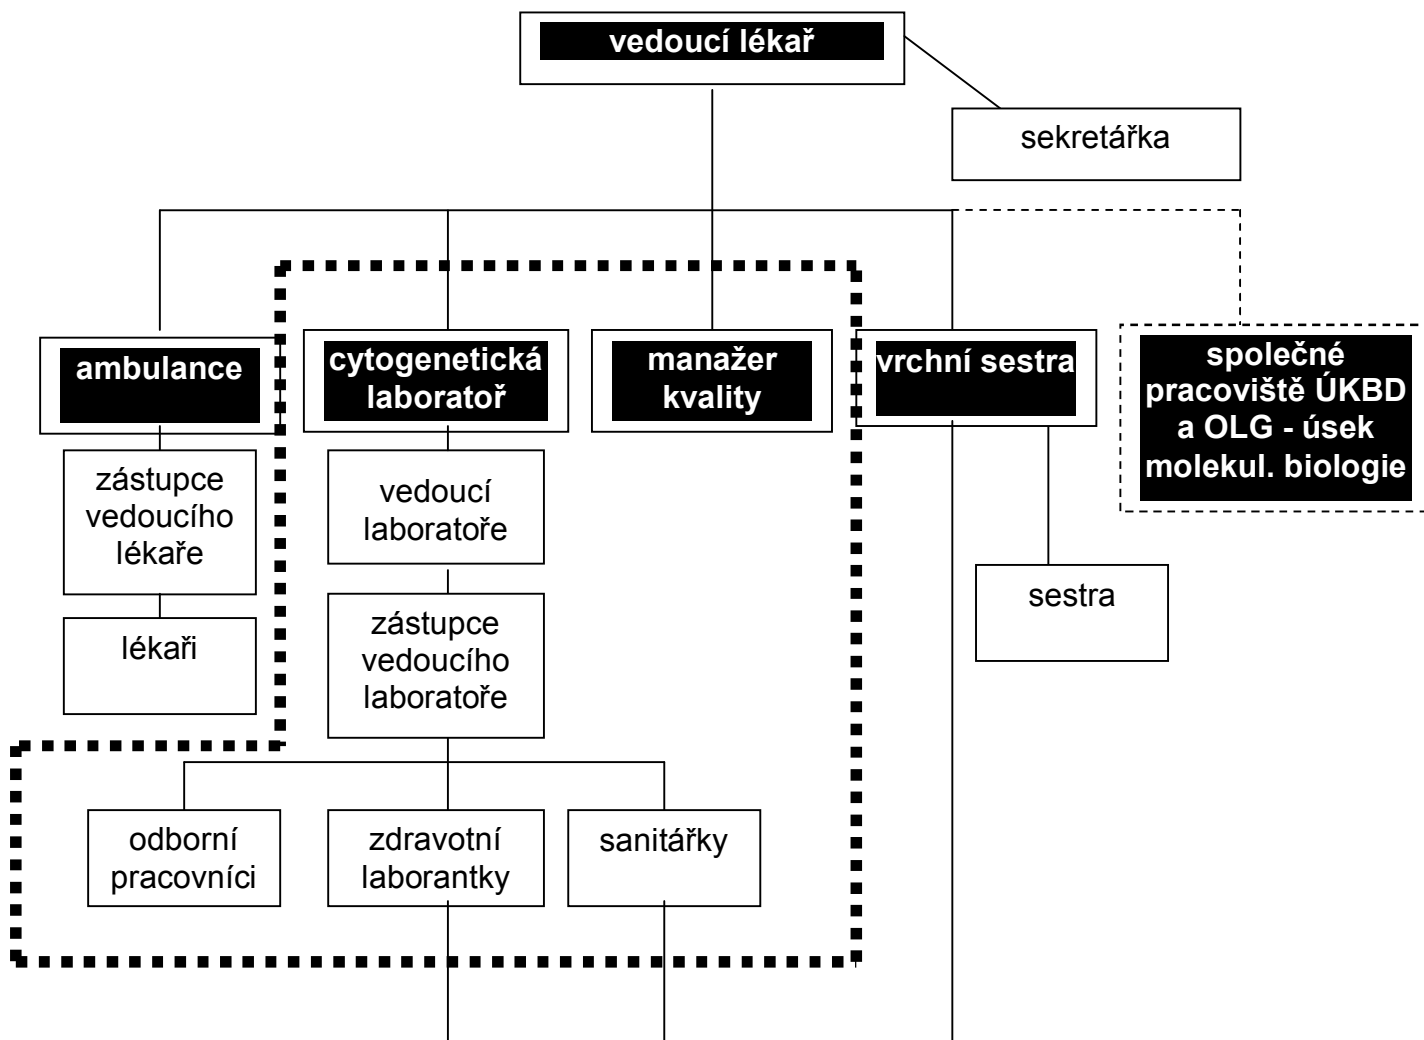 vedoucí lékař
sekretářka
ambulance
cytogenetická
laboratoř
manažer
kvality
vrchní sestra
společné
pracoviště ÚKBD
a OLG - úsek
molekul. biologie
zástupce
vedoucího
lékaře
vedoucí
laboratoře
sestra
lékaři
zástupce
vedoucího
laboratoře
odborní
pracovníci
zdravotní
laborantky
sanitářky